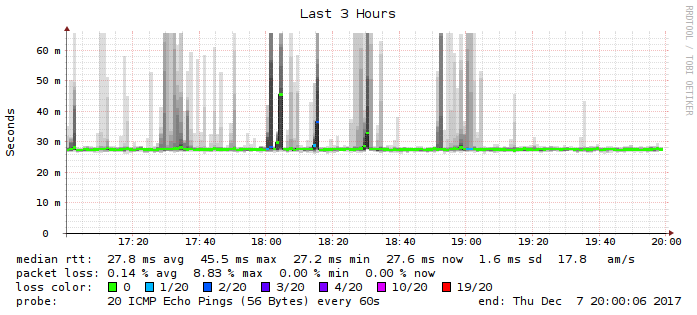 Last 3 Hours
RRDTOOL / TOBI OETIKER
Seconds
60 m
50 m
40 m
30 m
20 m
10 m
0
17:20 17:40 18:00 18:20 18:40 19:00 19:20 19:40 20:00
median rtt: 27.8 ms avg 45.5 ms max 27.2 ms min 27.6 ms now 1.6 ms sd 17.8 am/s
packet loss: 0.14 % avg 8.83 % max 0.00 % min 0.00 % now
loss color: 0 1/20 2/20 3/20 4/20 10/20 19/20
probe: 20 ICMP Echo Pings (56 Bytes) every 60s end: Thu Dec 7 20:00:06 2017